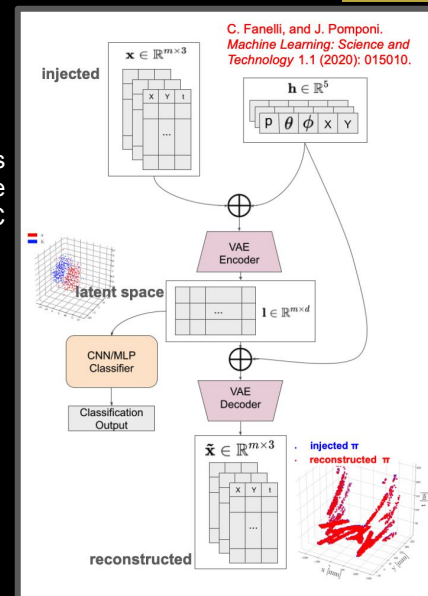 C. Fanelli, and J. Pomponi.
Machine Learning: Science and
Technology 1.1 (2020): 015010.
injected
x ∈ ℝ^{m×3}
X Y t
...
h ∈ ℝ^5
p θ ϕ X Y
⊕
VAE
Encoder
latent space
...
l ∈ ℝ^{m×d}
⊕
CNN/MLP
Classifier
Classification
Output
VAE
Decoder
x̃ ∈ ℝ^{m×3}
X Y t
...
reconstructed
injected π
reconstructed π